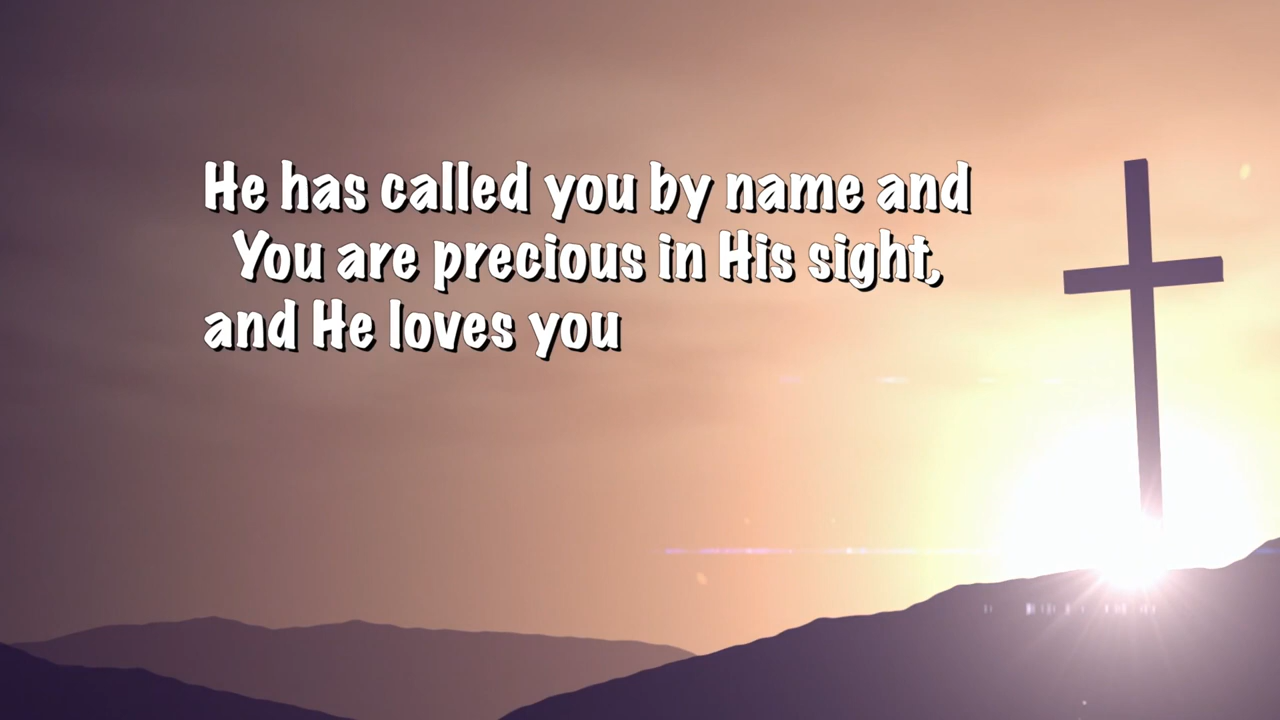 He has called you by name and
You are precious in His sight,
and He loves you